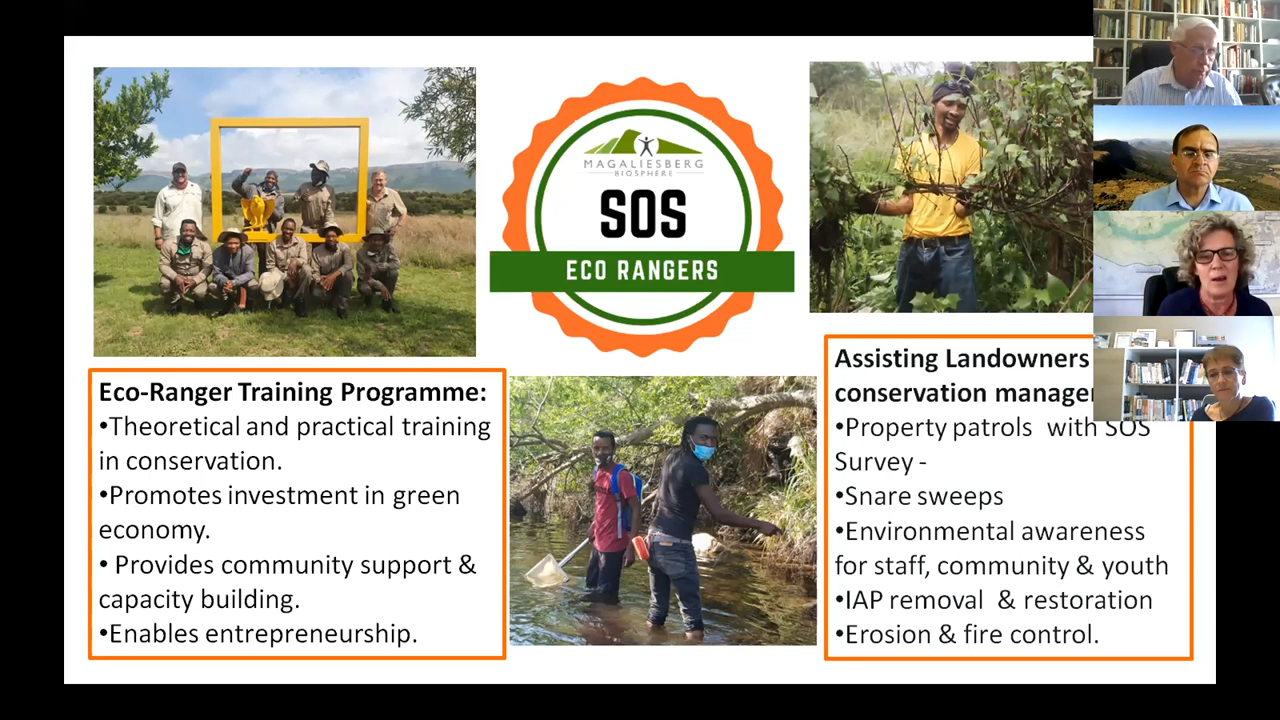 MAGALIESBERG
BIOSPHERE
SOS
ECO RANGERS
Eco-Ranger Training Programme:
•Theoretical and practical training
in conservation.
•Promotes investment in green
economy.
• Provides community support &
capacity building.
•Enables entrepreneurship.
Assisting Landowners
conservation
•Property patrols with SOS
Survey -
•Snare sweeps
•Environmental awareness
for staff, community & youth
•IAP removal & restoration
•Erosion & fire control.